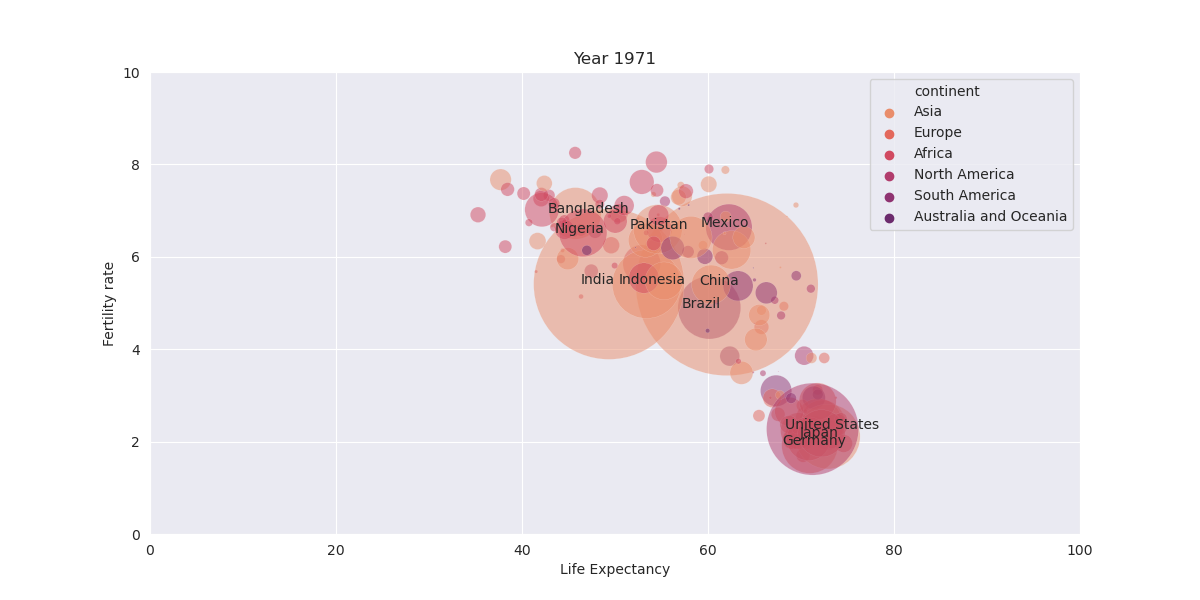 Year 1971
10
8
6
4
2
0
Fertility rate
continent
Asia
Europe
Africa
North America
South America
Australia and Oceania
Bangladesh
Nigeria
Pakistan
Mexico
India
Indonesia
China
Brazil
United States
Japan
Germany
0 20 40 60 80 100
Life Expectancy